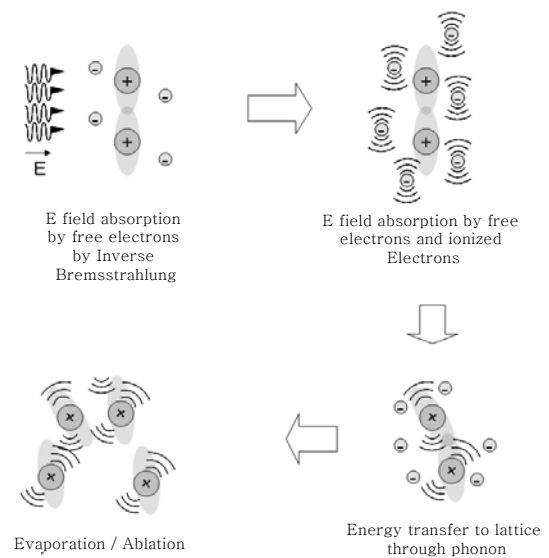 E
E field absorption
by free electrons
by Inverse
Bremsstrahlung
E field absorption by free
electrons and ionized
Electrons
Energy transfer to lattice
through phonon
Evaporation / Ablation